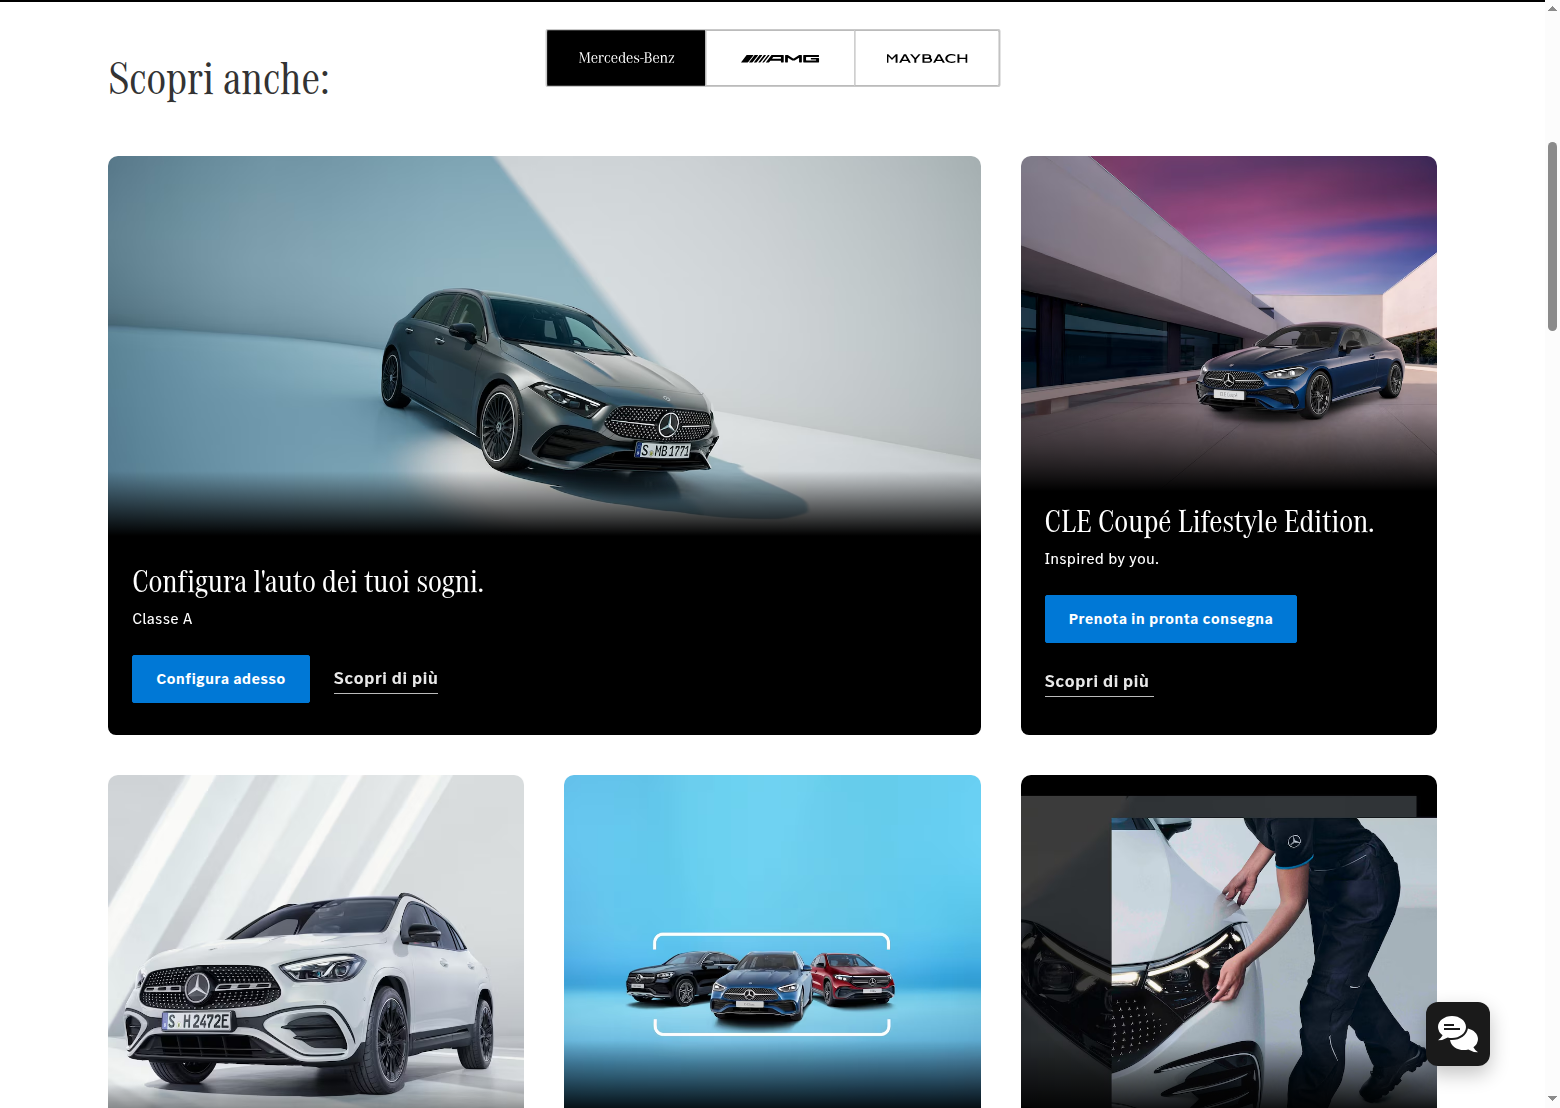 Scopri anche:
Mercedes-Benz
AMG
MAYBACH
S MB 1771
Configura l'auto dei tuoi sogni.
Classe A
Configura adesso
Scopri di più
CLE Coupé Lifestyle Edition.
Inspired by you.
Prenota in pronta consegna
Scopri di più
S H 2472E